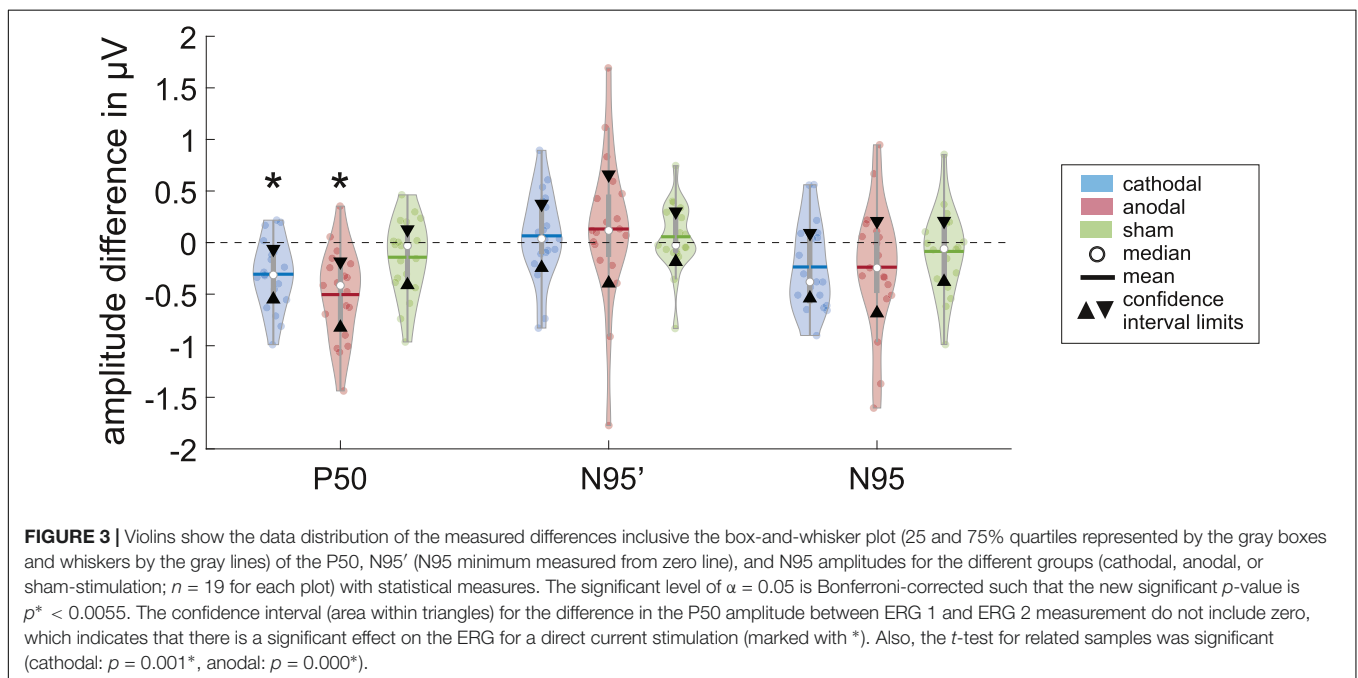 amplitude difference in µV
2
1.5
1
0.5
0
-0.5
-1
-1.5
-2
*
*
P50
N95’
N95
cathodal
anodal
sham
median
mean
confidence
interval limits
FIGURE 3 | Violins show the data distribution of the measured differences inclusive the box-and-whisker plot (25 and 75% quartiles represented by the gray boxes
and whiskers by the gray lines) of the P50, N95′ (N95 minimum measured from zero line), and N95 amplitudes for the different groups (cathodal, anodal, or
sham-stimulation; n = 19 for each plot) with statistical measures. The significant level of α = 0.05 is Bonferroni-corrected such that the new significant p-value is
p* < 0.0055. The confidence interval (area within triangles) for the difference in the P50 amplitude between ERG 1 and ERG 2 measurement do not include zero,
which indicates that there is a significant effect on the ERG for a direct current stimulation (marked with *). Also, the t-test for related samples was significant
(cathodal: p = 0.001*, anodal: p = 0.000*).